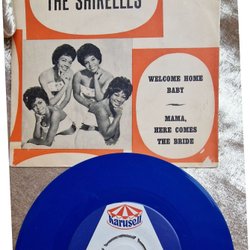 THE SHIRELLES
WELCOME HOME
BABY
MAMA,
HERE COMES
THE BRIDE
Karusell